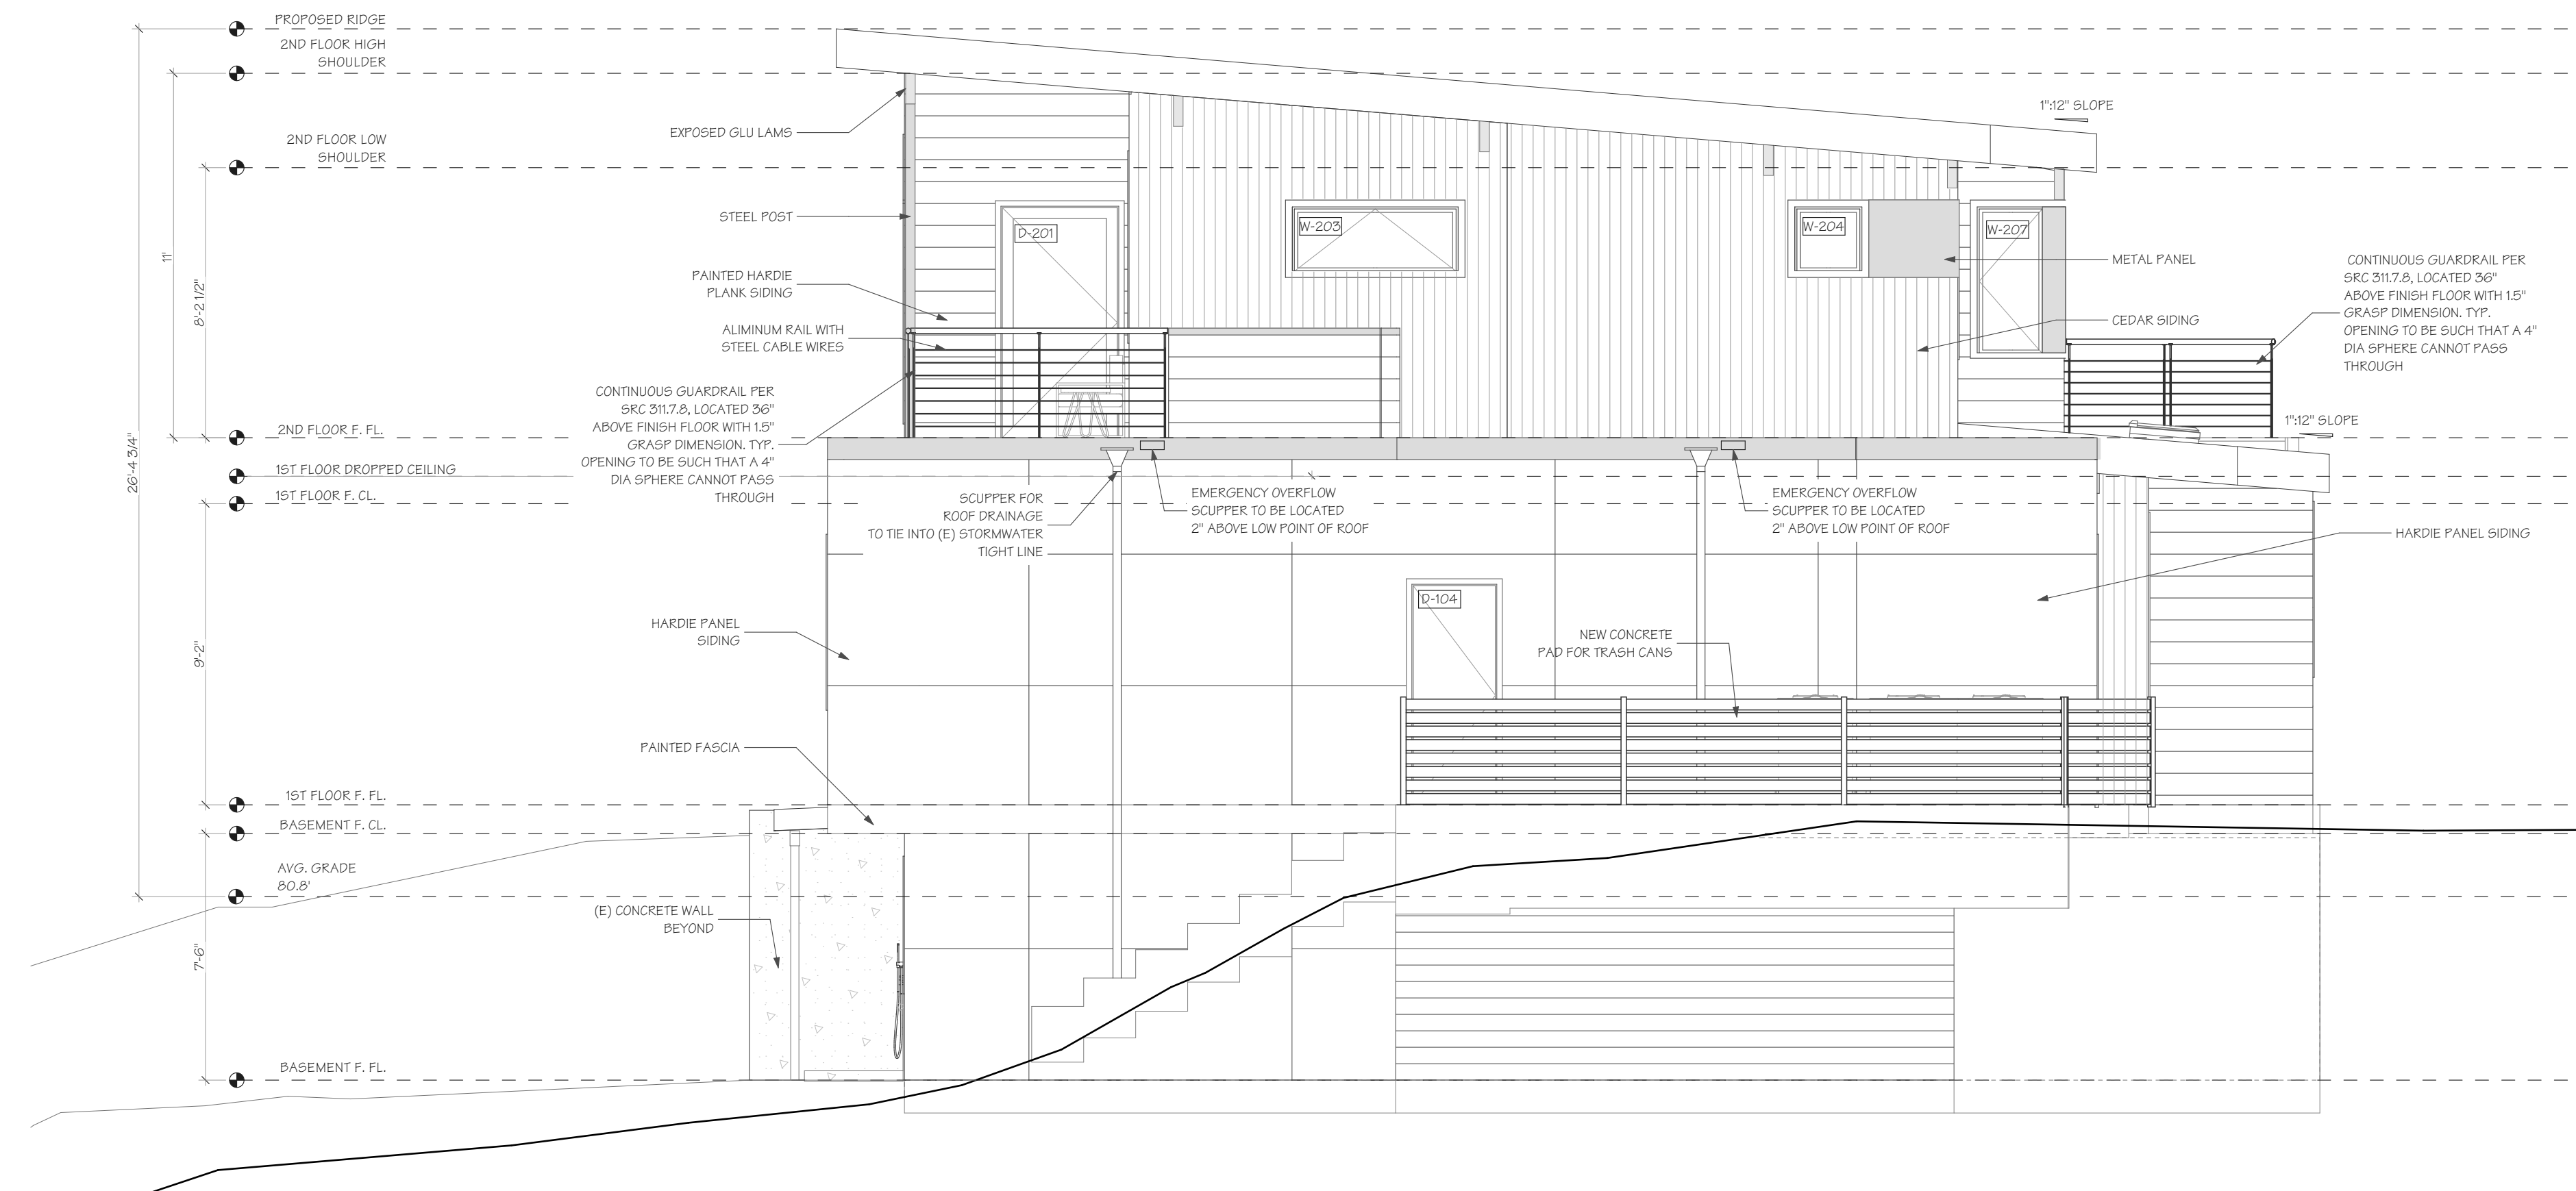 PROPOSED RIDGE
2ND FLOOR HIGH
SHOULDER
2ND FLOOR LOW
SHOULDER
2ND FLOOR F. FL.
1ST FLOOR DROPPED CEILING
1ST FLOOR F. CL.
1ST FLOOR F. FL.
BASEMENT F. CL.
AVG. GRADE
80.8'
BASEMENT F. FL.
26'-4 3/4"
11'
8'-2 1/2"
9'-2"
7'-6"
EXPOSED GLU LAMS
STEEL POST
PAINTED HARDIE
PLANK SIDING
ALIMINUM RAIL WITH
STEEL CABLE WIRES
CONTINUOUS GUARDRAIL PER
SRC 311.7.8, LOCATED 36"
ABOVE FINISH FLOOR WITH 1.5"
GRASP DIMENSION. TYP.
OPENING TO BE SUCH THAT A 4"
DIA SPHERE CANNOT PASS
THROUGH
SCUPPER FOR
ROOF DRAINAGE
TO TIE INTO (E) STORMWATER
TIGHT LINE
EMERGENCY OVERFLOW
SCUPPER TO BE LOCATED
2" ABOVE LOW POINT OF ROOF
EMERGENCY OVERFLOW
SCUPPER TO BE LOCATED
2" ABOVE LOW POINT OF ROOF
HARDIE PANEL
SIDING
PAINTED FASCIA
(E) CONCRETE WALL
BEYOND
D-201
W-203
W-204
W-207
D-104
NEW CONCRETE
PAD FOR TRASH CANS
1":12" SLOPE
METAL PANEL
CEDAR SIDING
CONTINUOUS GUARDRAIL PER
SRC 311.7.8, LOCATED 36"
ABOVE FINISH FLOOR WITH 1.5"
GRASP DIMENSION. TYP.
OPENING TO BE SUCH THAT A 4"
DIA SPHERE CANNOT PASS
THROUGH
1":12" SLOPE
HARDIE PANEL SIDING